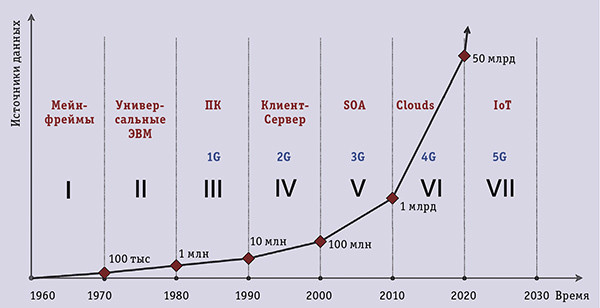 Источники данных
50 млрд
Мейн-
фреймы
Универ-
сальные
ЭВМ
ПК
Клиент-
Сервер
SOA
Clouds
IoT
1G
2G
3G
4G
5G
I
II
III
IV
V
VI
VII
1 млрд
100 тыс
1 млн
10 млн
100 млн
1960
1970
1980
1990
2000
2010
2020
2030
Время